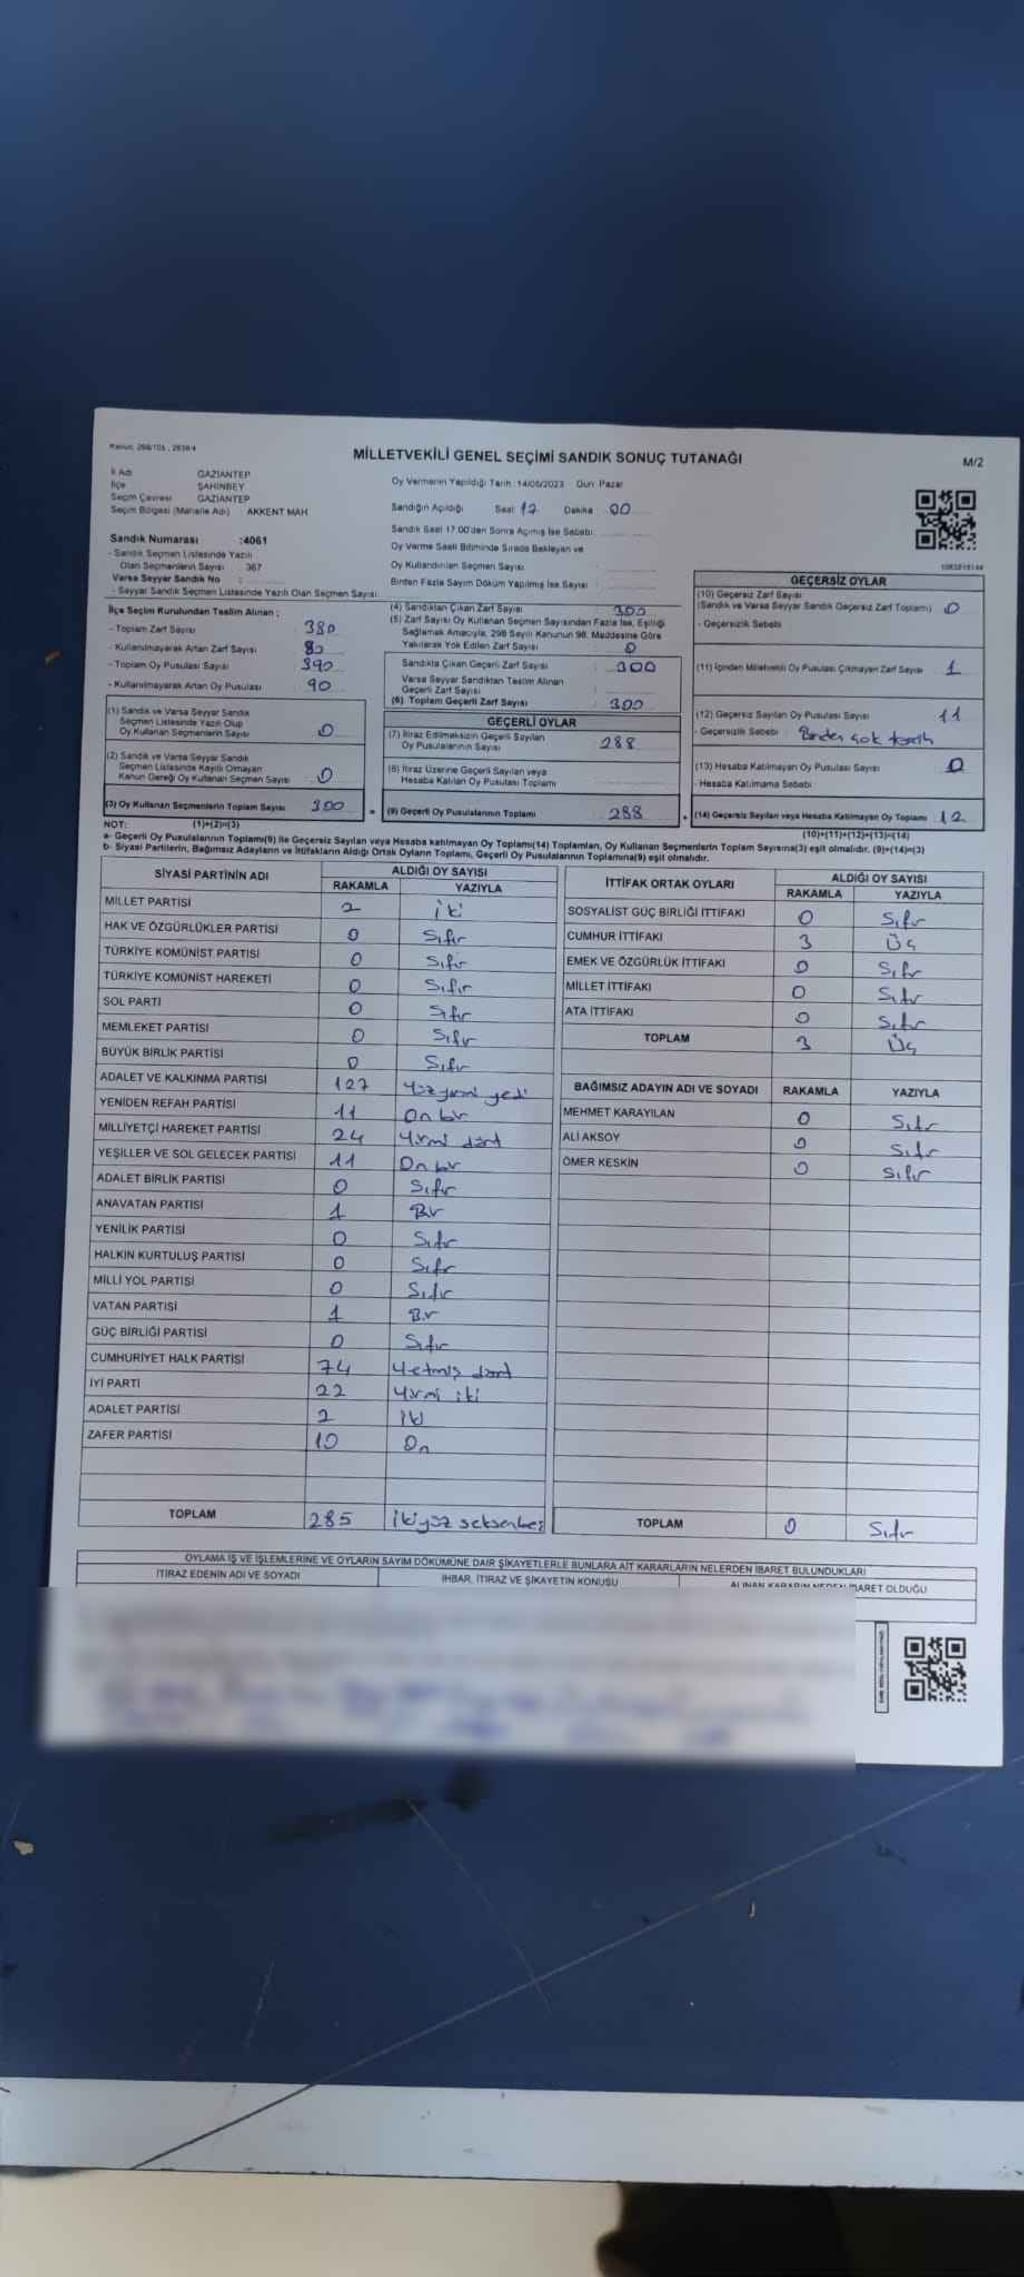 Kanun: 298/105, 2839/4
MİLLETVEKİLİ GENEL SEÇİMİ SANDIK SONUÇ TUTANAĞI
M/2
İl Adı GAZİANTEP
İlçe ŞAHİNBEY
Seçim Çevresi GAZİANTEP
Seçim Bölgesi (Mahalle Adı) AKKENT MAH
Sandık Numarası :4061
- Sandık Seçmen Listesinde Yazılı
Olan Seçmenlerin Sayısı 367
Varsa Seyyar Sandık No :
- Seyyar Sandık Seçmen Listesinde Yazılı Olan Seçmen Sayısı
Oy Vermenin Yapıldığı Tarih :14/05/2023 Gün: Pazar
Sandığın Açıldığı Saat 17 Dakika 00
Sandık Saat 17.00'den Sonra Açılmış İse Sebebi
Oy Verme Saati Bitiminde Sırada Bekleyen ve
Oy Kullandırılan Seçmen Sayısı
Birden Fazla Sayım Döküm Yapılmış İse Sayısı
İlçe Seçim Kurulundan Teslim Alınan :
- Toplam Zarf Sayısı 380
- Kullanılmayarak Artan Zarf Sayısı 80
- Toplam Oy Pusulası Sayısı 390
- Kullanılmayarak Artan Oy Pusulası 90
(1) Sandık ve Varsa Seyyar Sandık
Seçmen Listesinde Yazılı Olup
Oy Kullanan Seçmenlerin Sayısı 0
(2) Sandık ve Varsa Seyyar Sandık
Seçmen Listesinde Kayıtlı Olmayan
Kanun Gereği Oy Kullanan Seçmen Sayısı 0
(3) Oy Kullanan Seçmenlerin Toplam Sayısı 300
NOT: (1)+(2)=(3)
(4) Sandıktan Çıkan Zarf Sayısı 300
(5) Zarf Sayısı Oy Kullanan Seçmen Sayısından Fazla İse, Eşitliği
Sağlamak Amacıyla, 298 Sayılı Kanunun 98. Maddesine Göre
Yakılarak Yok Edilen Zarf Sayısı 0
Sandıkta Çıkan Geçerli Zarf Sayısı 300
Varsa Seyyar Sandıktan Teslim Alınan
Geçerli Zarf Sayısı
(6) Toplam Geçerli Zarf Sayısı 300
GEÇERLİ OYLAR
(7) İtiraz Edilmeksizin Geçerli Sayılan
Oy Pusulalarının Sayısı 288
(8) İtiraz Üzerine Geçerli Sayılan veya
Hesaba Katılan Oy Pusulası Toplamı
(9) Geçerli Oy Pusulalarının Toplamı 288
GEÇERSİZ OYLAR
(10) Geçersiz Zarf Sayısı
(Sandık ve Varsa Seyyar Sandık Geçersiz Zarf Toplamı) 0
- Geçersizlik Sebebi
(11) İçinden Milletvekili Oy Pusulası Çıkmayan Zarf Sayısı 1
(12) Geçersiz Sayılan Oy Pusulası Sayısı 11
- Geçersizlik Sebebi : Birden çok tercih
(13) Hesaba Katılmayan Oy Pusulası Sayısı 0
- Hesaba Katılmama Sebebi
(14) Geçersiz Sayılan veya Hesaba Katılmayan Oy Toplamı 12
(10)+(11)+(12)+(13)=(14)
a- Geçerli Oy Pusulalarının Toplamı(9) ile Geçersiz Sayılan veya Hesaba katılmayan Oy Toplamı(14) Toplamları, Oy Kullanan Seçmenlerin Toplam Sayısına(3) eşit olmalıdır. (9)+(14)=(3)
b- Siyasi Partilerin, Bağımsız Adayların ve İttifakların Aldığı Ortak Oyların Toplamı, Geçerli Oy Pusulalarının Toplamına(9) eşit olmalıdır.
SİYASİ PARTİNİN ADI ALDIĞI OY SAYISI
RAKAMLA YAZIYLA
MİLLET PARTİSİ 2 iki
HAK VE ÖZGÜRLÜKLER PARTİSİ 0 Sıfır
TÜRKİYE KOMÜNİST PARTİSİ 0 Sıfır
TÜRKİYE KOMÜNİST HAREKETİ 0 Sıfır
SOL PARTİ 0 Sıfır
MEMLEKET PARTİSİ 0 Sıfır
BÜYÜK BİRLİK PARTİSİ 0 Sıfır
ADALET VE KALKINMA PARTİSİ 127 Yüz yirmi yedi
YENİDEN REFAH PARTİSİ 11 On bir
MİLLİYETÇİ HAREKET PARTİSİ 24 Yirmi dört
YEŞİLLER VE SOL GELECEK PARTİSİ 11 On bir
ADALET BİRLİK PARTİSİ 0 Sıfır
ANAVATAN PARTİSİ 1 Bir
YENİLİK PARTİSİ 0 Sıfır
HALKIN KURTULUŞ PARTİSİ 0 Sıfır
MİLLİ YOL PARTİSİ 0 Sıfır
VATAN PARTİSİ 1 Bir
GÜÇ BİRLİĞİ PARTİSİ 0 Sıfır
CUMHURİYET HALK PARTİSİ 74 Yetmiş dört
İYİ PARTİ 22 Yirmi iki
ADALET PARTİSİ 2 iki
ZAFER PARTİSİ 10 On
TOPLAM 285 ikiyüz seksenbeş
İTTİFAK ORTAK OYLARI ALDIĞI OY SAYISI
RAKAMLA YAZIYLA
SOSYALİST GÜÇ BİRLİĞİ İTTİFAKI 0 Sıfır
CUMHUR İTTİFAKI 3 Üç
EMEK VE ÖZGÜRLÜK İTTİFAKI 0 Sıfır
MİLLET İTTİFAKI 0 Sıfır
ATA İTTİFAKI 0 Sıfır
TOPLAM 3 Üç
BAĞIMSIZ ADAYIN ADI VE SOYADI RAKAMLA YAZIYLA
MEHMET KARAYILAN 0 Sıfır
ALİ AKSOY 0 Sıfır
ÖMER KESKİN 0 Sıfır
TOPLAM 0 Sıfır
OYLAMA İŞ VE İŞLEMLERİNE VE OYLARIN SAYIM DÖKÜMÜNE DAİR ŞİKAYETLERLE BUNLARA AİT KARARLARIN NELERDEN İBARET BULUNDUKLARI
İTİRAZ EDENİN ADI VE SOYADI İHBAR, İTİRAZ VE ŞİKAYETİN KONUSU ALINAN KARARIN NEDEN İBARET OLDUĞU